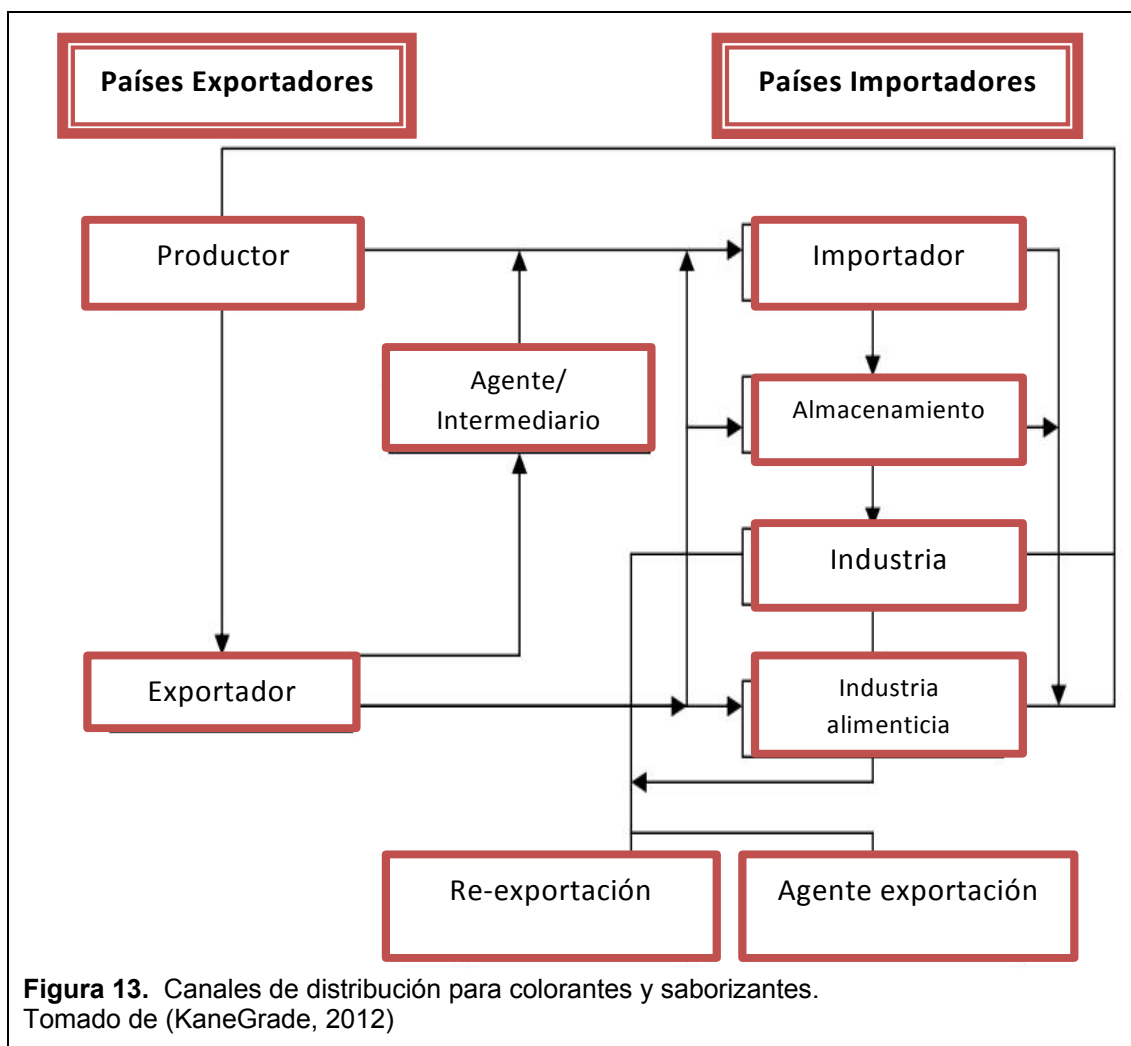 Países Exportadores
Países Importadores
Productor
Importador
Agente/
Intermediario
Almacenamiento
Industria
Exportador
Industria
alimenticia
Re-exportación
Agente exportación
Figura 13. Canales de distribución para colorantes y saborizantes.
Tomado de (KaneGrade, 2012)